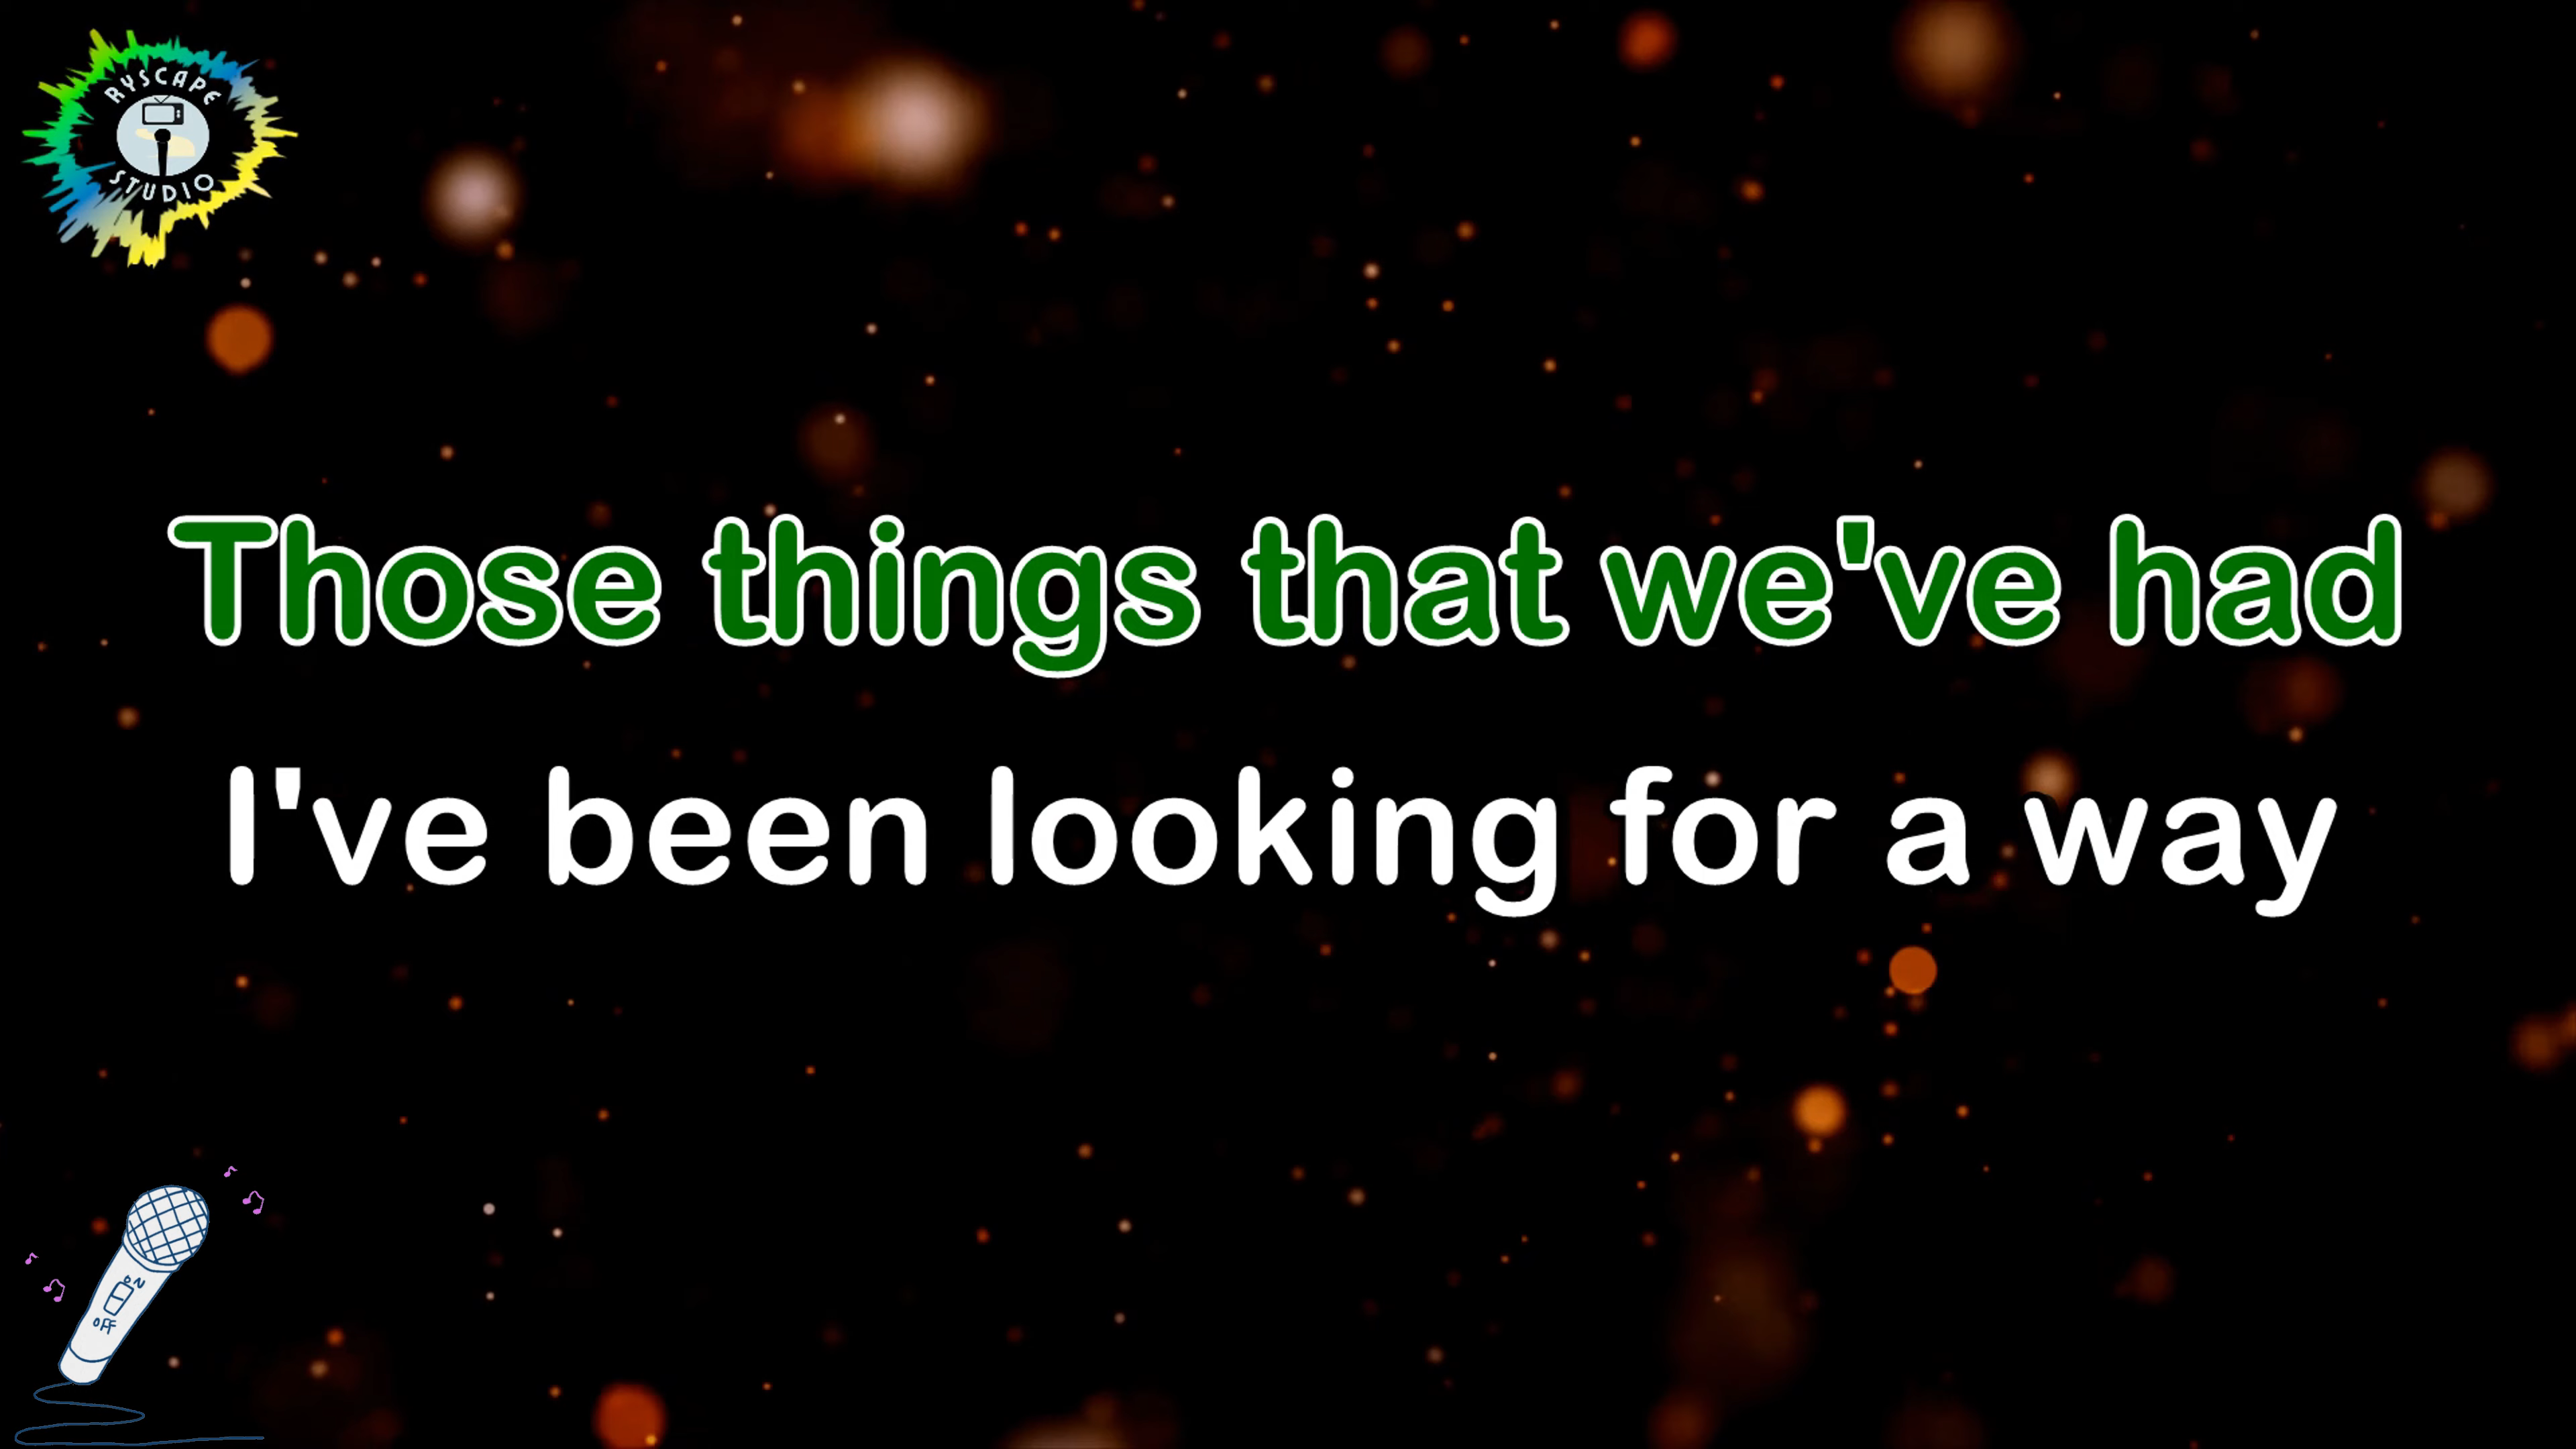 RYSCAPE
STUDIO
Those things that we've had
I've been looking for a way
ON
OFF